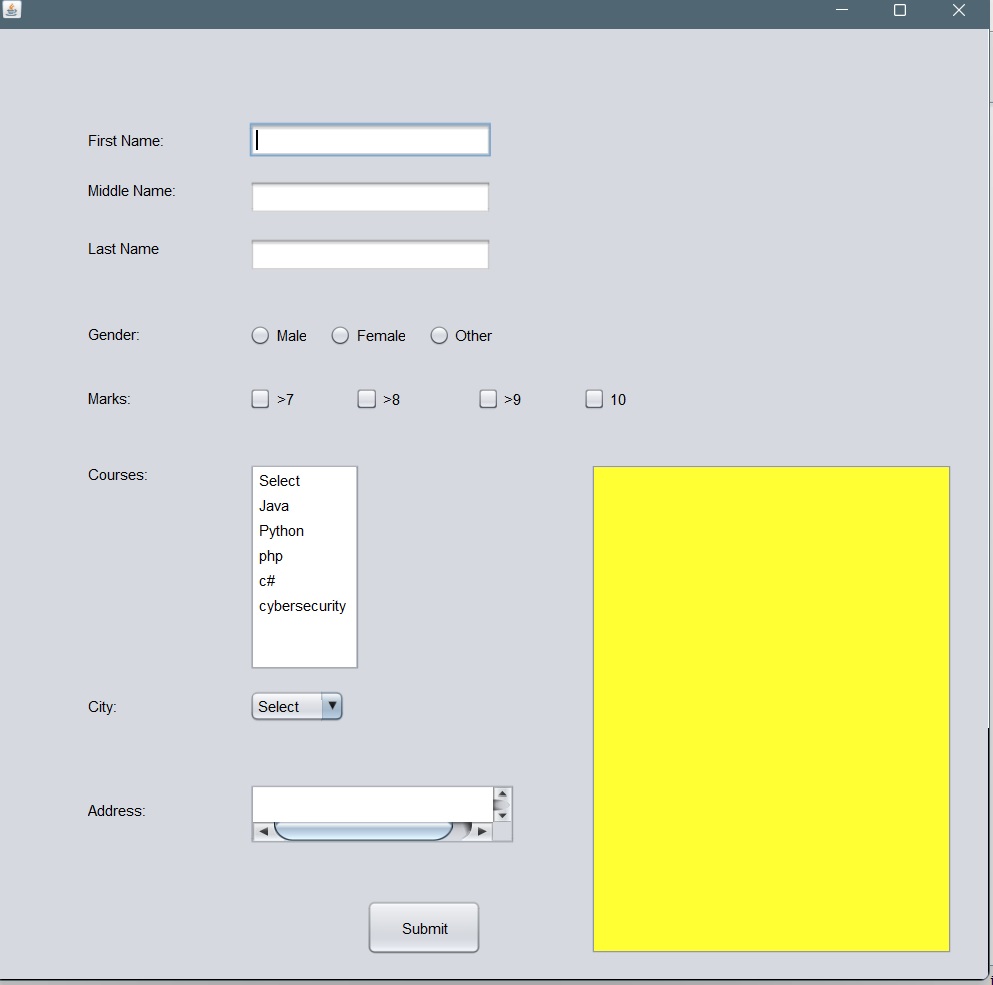 First Name:
Middle Name:
Last Name
Gender: Male Female Other
Marks: >7 >8 >9 10
Courses: Select
Java
Python
php
c#
cybersecurity
City: Select
Address:
Submit